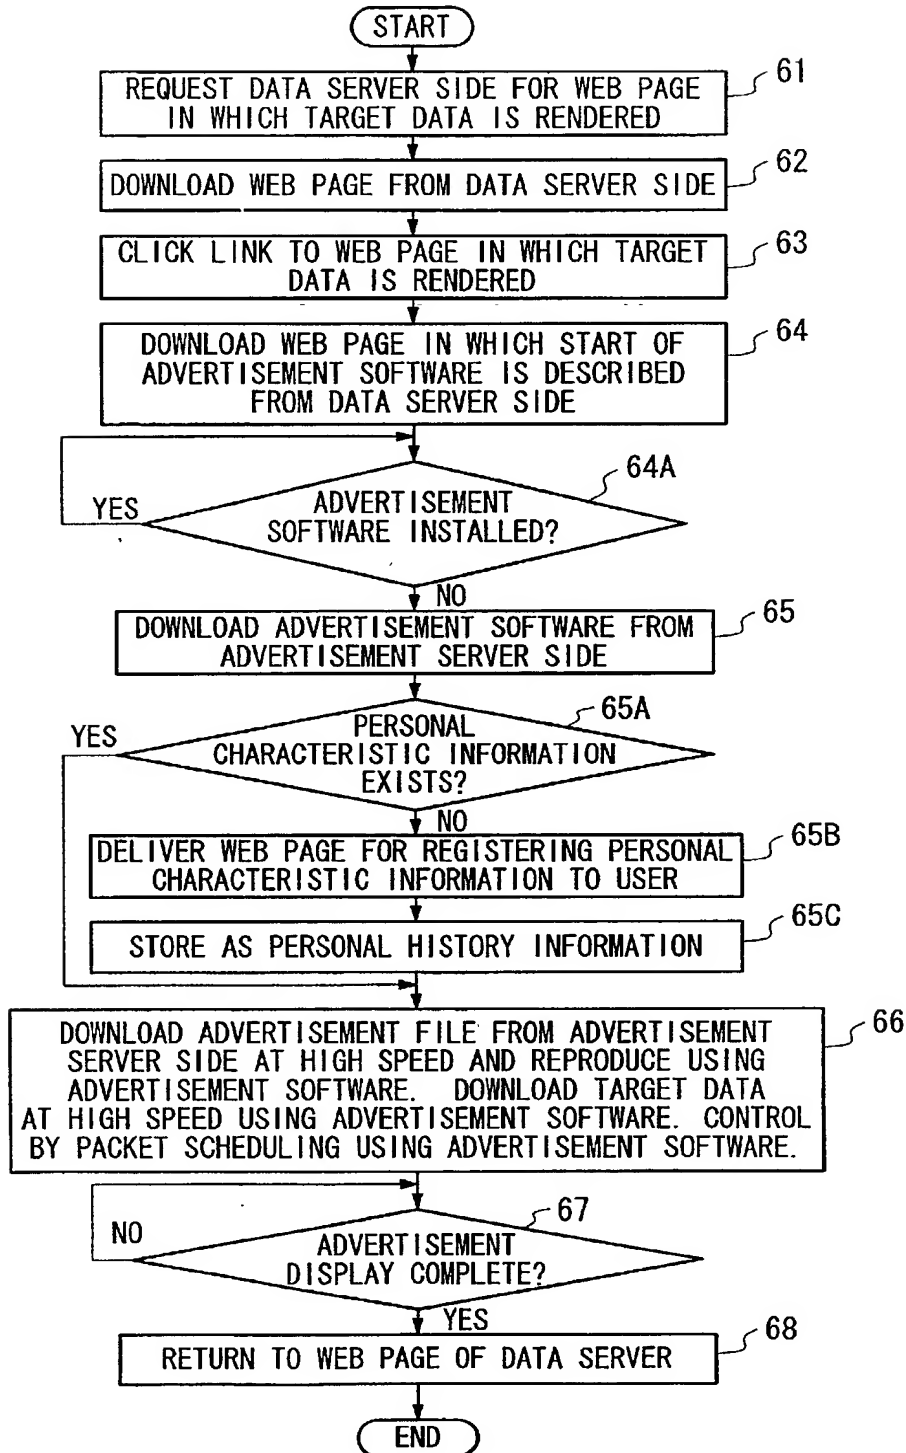 START
61
REQUEST DATA SERVER SIDE FOR WEB PAGE
IN WHICH TARGET DATA IS RENDERED
62
DOWNLOAD WEB PAGE FROM DATA SERVER SIDE
63
CLICK LINK TO WEB PAGE IN WHICH TARGET
DATA IS RENDERED
64
DOWNLOAD WEB PAGE IN WHICH START OF
ADVERTISEMENT SOFTWARE IS DESCRIBED
FROM DATA SERVER SIDE
64A
YES
ADVERTISEMENT
SOFTWARE INSTALLED?
NO
65
DOWNLOAD ADVERTISEMENT SOFTWARE FROM
ADVERTISEMENT SERVER SIDE
65A
YES
PERSONAL
CHARACTERISTIC INFORMATION
EXISTS?
NO
65B
DELIVER WEB PAGE FOR REGISTERING PERSONAL
CHARACTERISTIC INFORMATION TO USER
65C
STORE AS PERSONAL HISTORY INFORMATION
66
DOWNLOAD ADVERTISEMENT FILE FROM ADVERTISEMENT
SERVER SIDE AT HIGH SPEED AND REPRODUCE USING
ADVERTISEMENT SOFTWARE. DOWNLOAD TARGET DATA
AT HIGH SPEED USING ADVERTISEMENT SOFTWARE. CONTROL
BY PACKET SCHEDULING USING ADVERTISEMENT SOFTWARE.
67
NO
ADVERTISEMENT
DISPLAY COMPLETE?
YES
68
RETURN TO WEB PAGE OF DATA SERVER
END